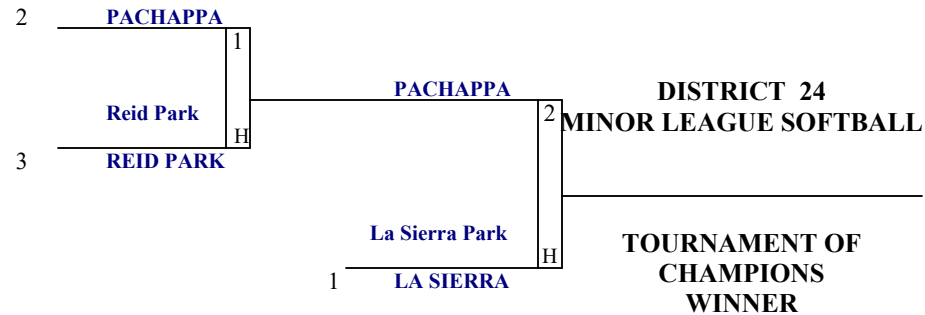 2 PACHAPPA
1
Reid Park
H
3 REID PARK
PACHAPPA
2
La Sierra Park
H
1 LA SIERRA
DISTRICT 24
MINOR LEAGUE SOFTBALL
TOURNAMENT OF
CHAMPIONS
WINNER